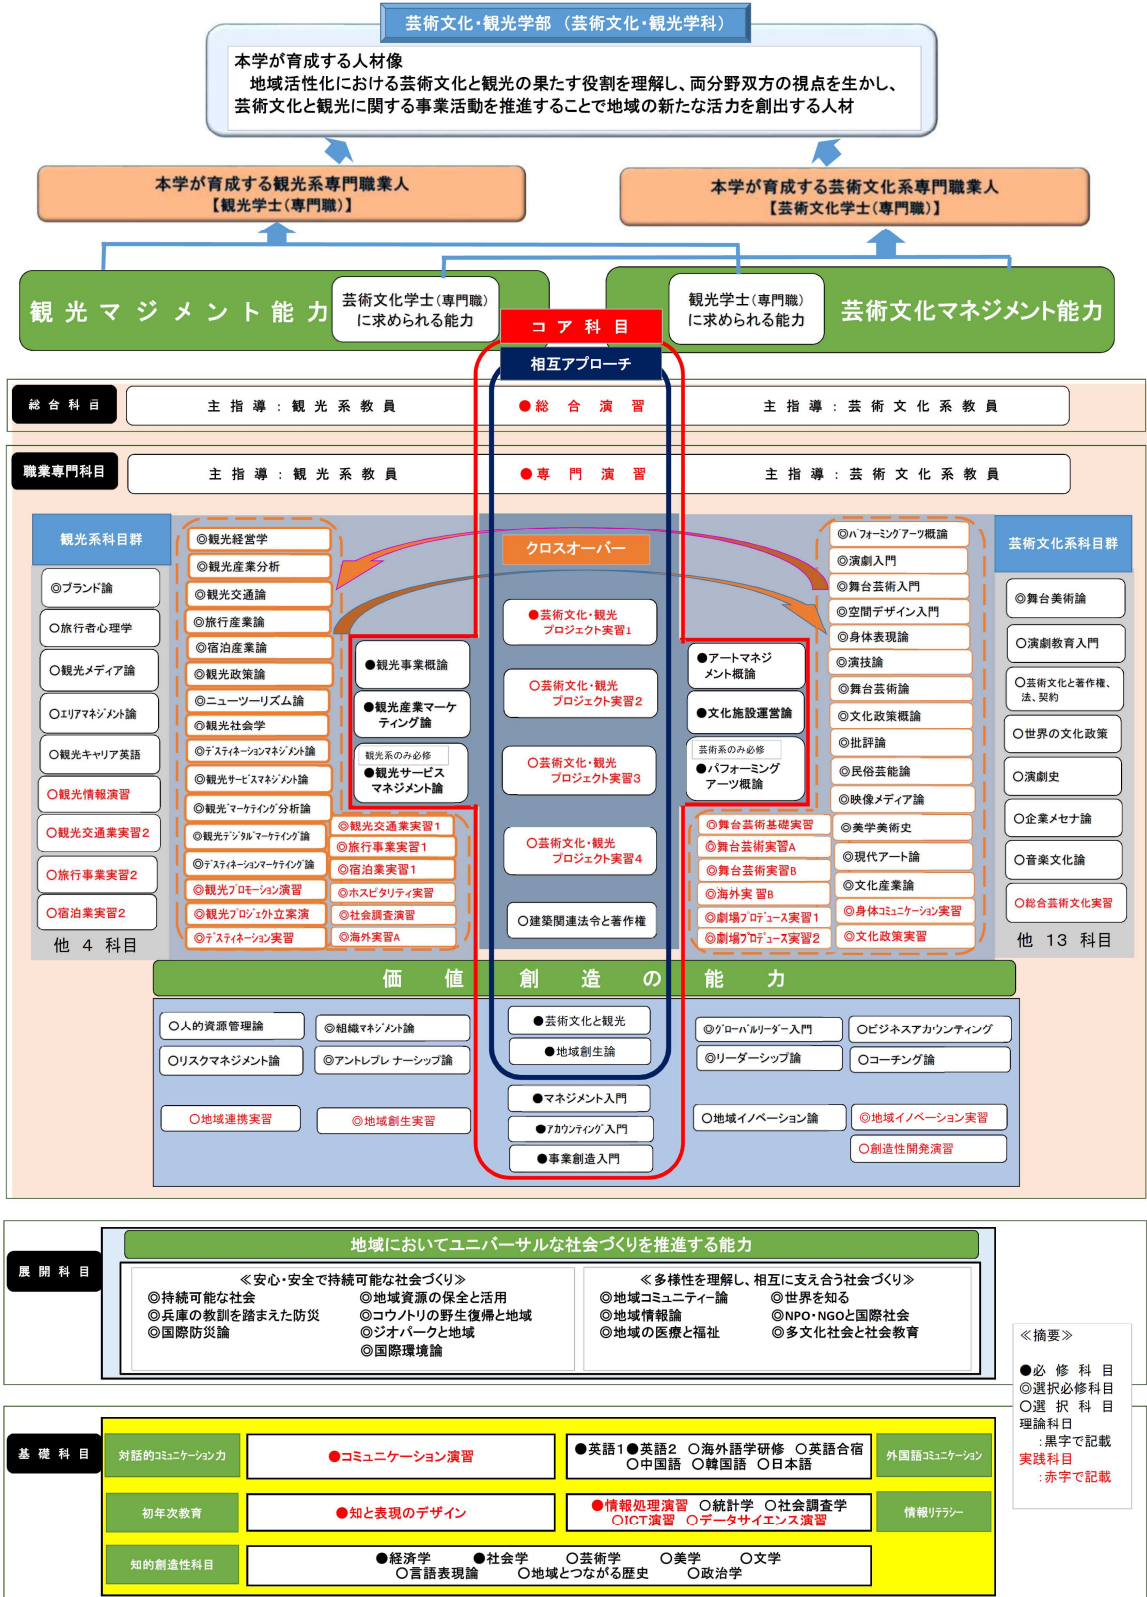 芸術文化・観光学部 （芸術文化・観光学科）
本学が育成する人材像
地域活性化における芸術文化と観光の果たす役割を理解し、両分野双方の視点を生かし、
芸術文化と観光に関する事業活動を推進することで地域の新たな活力を創出する人材
本学が育成する観光系専門職業人
【観光学士（専門職）】
本学が育成する芸術文化系専門職業人
【芸術文化学士（専門職）】
観光マジメント能力
芸術文化学士（専門職）
に求められる能力
観光学士（専門職）
に求められる能力
芸術文化マネジメント能力
コア科目
相互アプローチ
総合科目
主指導：観光系教員
●総合演習
主指導：芸術文化系教員
職業専門科目
主指導：観光系教員
●専門演習
主指導：芸術文化系教員
観光系科目群
◎ブランド論
○旅行者心理学
○観光メディア論
○エリアマネジメント論
○観光キャリア英語
○観光情報演習
○観光交通業実習2
○旅行事業実習2
○宿泊業実習2
他 4 科目
◎観光経営学
◎観光産業分析
◎観光交通論
◎旅行産業論
◎宿泊産業論
◎観光政策論
◎ニューツーリズム論
◎観光社会学
◎デスティネーションマネジメント論
◎観光サービスマネジメント論
◎観光マーケティング分析論
◎観光デジタルマーケティング論
◎デスティネーションマーケティング論
◎観光プロモーション演習
◎観光プロジェクト立案演
◎デスティネーション実習
◎観光交通業実習1
◎旅行事業実習1
◎宿泊業実習1
◎ホスピタリティ実習
◎社会調査演習
◎海外実習A
●観光事業概論
●観光産業マーケ
ティング論
観光系のみ必修
●観光サービス
マネジメント論
クロスオーバー
●芸術文化・観光
プロジェクト実習1
○芸術文化・観光
プロジェクト実習2
○芸術文化・観光
プロジェクト実習3
○芸術文化・観光
プロジェクト実習4
○建築関連法令と著作権
●アートマネジ
メント概論
●文化施設運営論
芸術系のみ必修
●パフォーミング
アーツ概論
◎舞台芸術基礎実習
◎舞台芸術実習A
◎舞台芸術実習B
◎海外実習B
◎劇場プロデュース実習1
◎劇場プロデュース実習2
◎パフォーミングアーツ概論
◎演劇入門
◎舞台芸術入門
◎空間デザイン入門
◎身体表現論
◎演技論
◎舞台芸術論
◎文化政策概論
◎批評論
◎民俗芸能論
◎映像メディア論
◎美学美術史
◎現代アート論
◎文化産業論
◎身体コミュニケーション実習
◎文化政策実習
芸術文化系科目群
◎舞台美術論
○演劇教育入門
○芸術文化と著作権、
法、契約
○世界の文化政策
○演劇史
○企業メセナ論
○音楽文化論
○総合芸術文化実習
他 13 科目
価値創造の能力
○人的資源管理論
◎組織マネジメント論
○リスクマネジメント論
◎アントレプレナーシップ論
○地域連携実習
◎地域創生実習
●芸術文化と観光
●地域創生論
●マネジメント入門
●アカウンティング入門
●事業創造入門
◎グローバルリーダー入門
○ビジネスアカウンティング
◎リーダーシップ論
○コーチング論
○地域イノベーション論
◎地域イノベーション実習
○創造性開発演習
展開科目
地域においてユニバーサルな社会づくりを推進する能力
≪安心・安全で持続可能な社会づくり≫
◎持続可能な社会
◎地域資源の保全と活用
◎兵庫の教訓を踏まえた防災
◎コウノトリの野生復帰と地域
◎国際防災論
◎ジオパークと地域
◎国際環境論
≪多様性を理解し、相互に支え合う社会づくり≫
◎地域コミュニティー論
◎世界を知る
◎地域情報論
◎NPO・NGOと国際社会
◎地域の医療と福祉
◎多文化社会と社会教育
≪摘要≫
●必修科目
◎選択必修科目
○選択科目
理論科目
：黒字で記載
実践科目
：赤字で記載
基礎科目
対話的コミュニケーション力
●コミュニケーション演習
●英語1●英語2 ○海外語学研修 ○英語合宿
○中国語 ○韓国語 ○日本語
外国語コミュニケーション
初年次教育
●知と表現のデザイン
●情報処理演習 ○統計学 ○社会調査学
○ICT演習 ○データサイエンス演習
情報リテラシー
知的創造性科目
●経済学 ●社会学 ○芸術学 ○美学 ○文学
○言語表現論 ○地域とつながる歴史 ○政治学